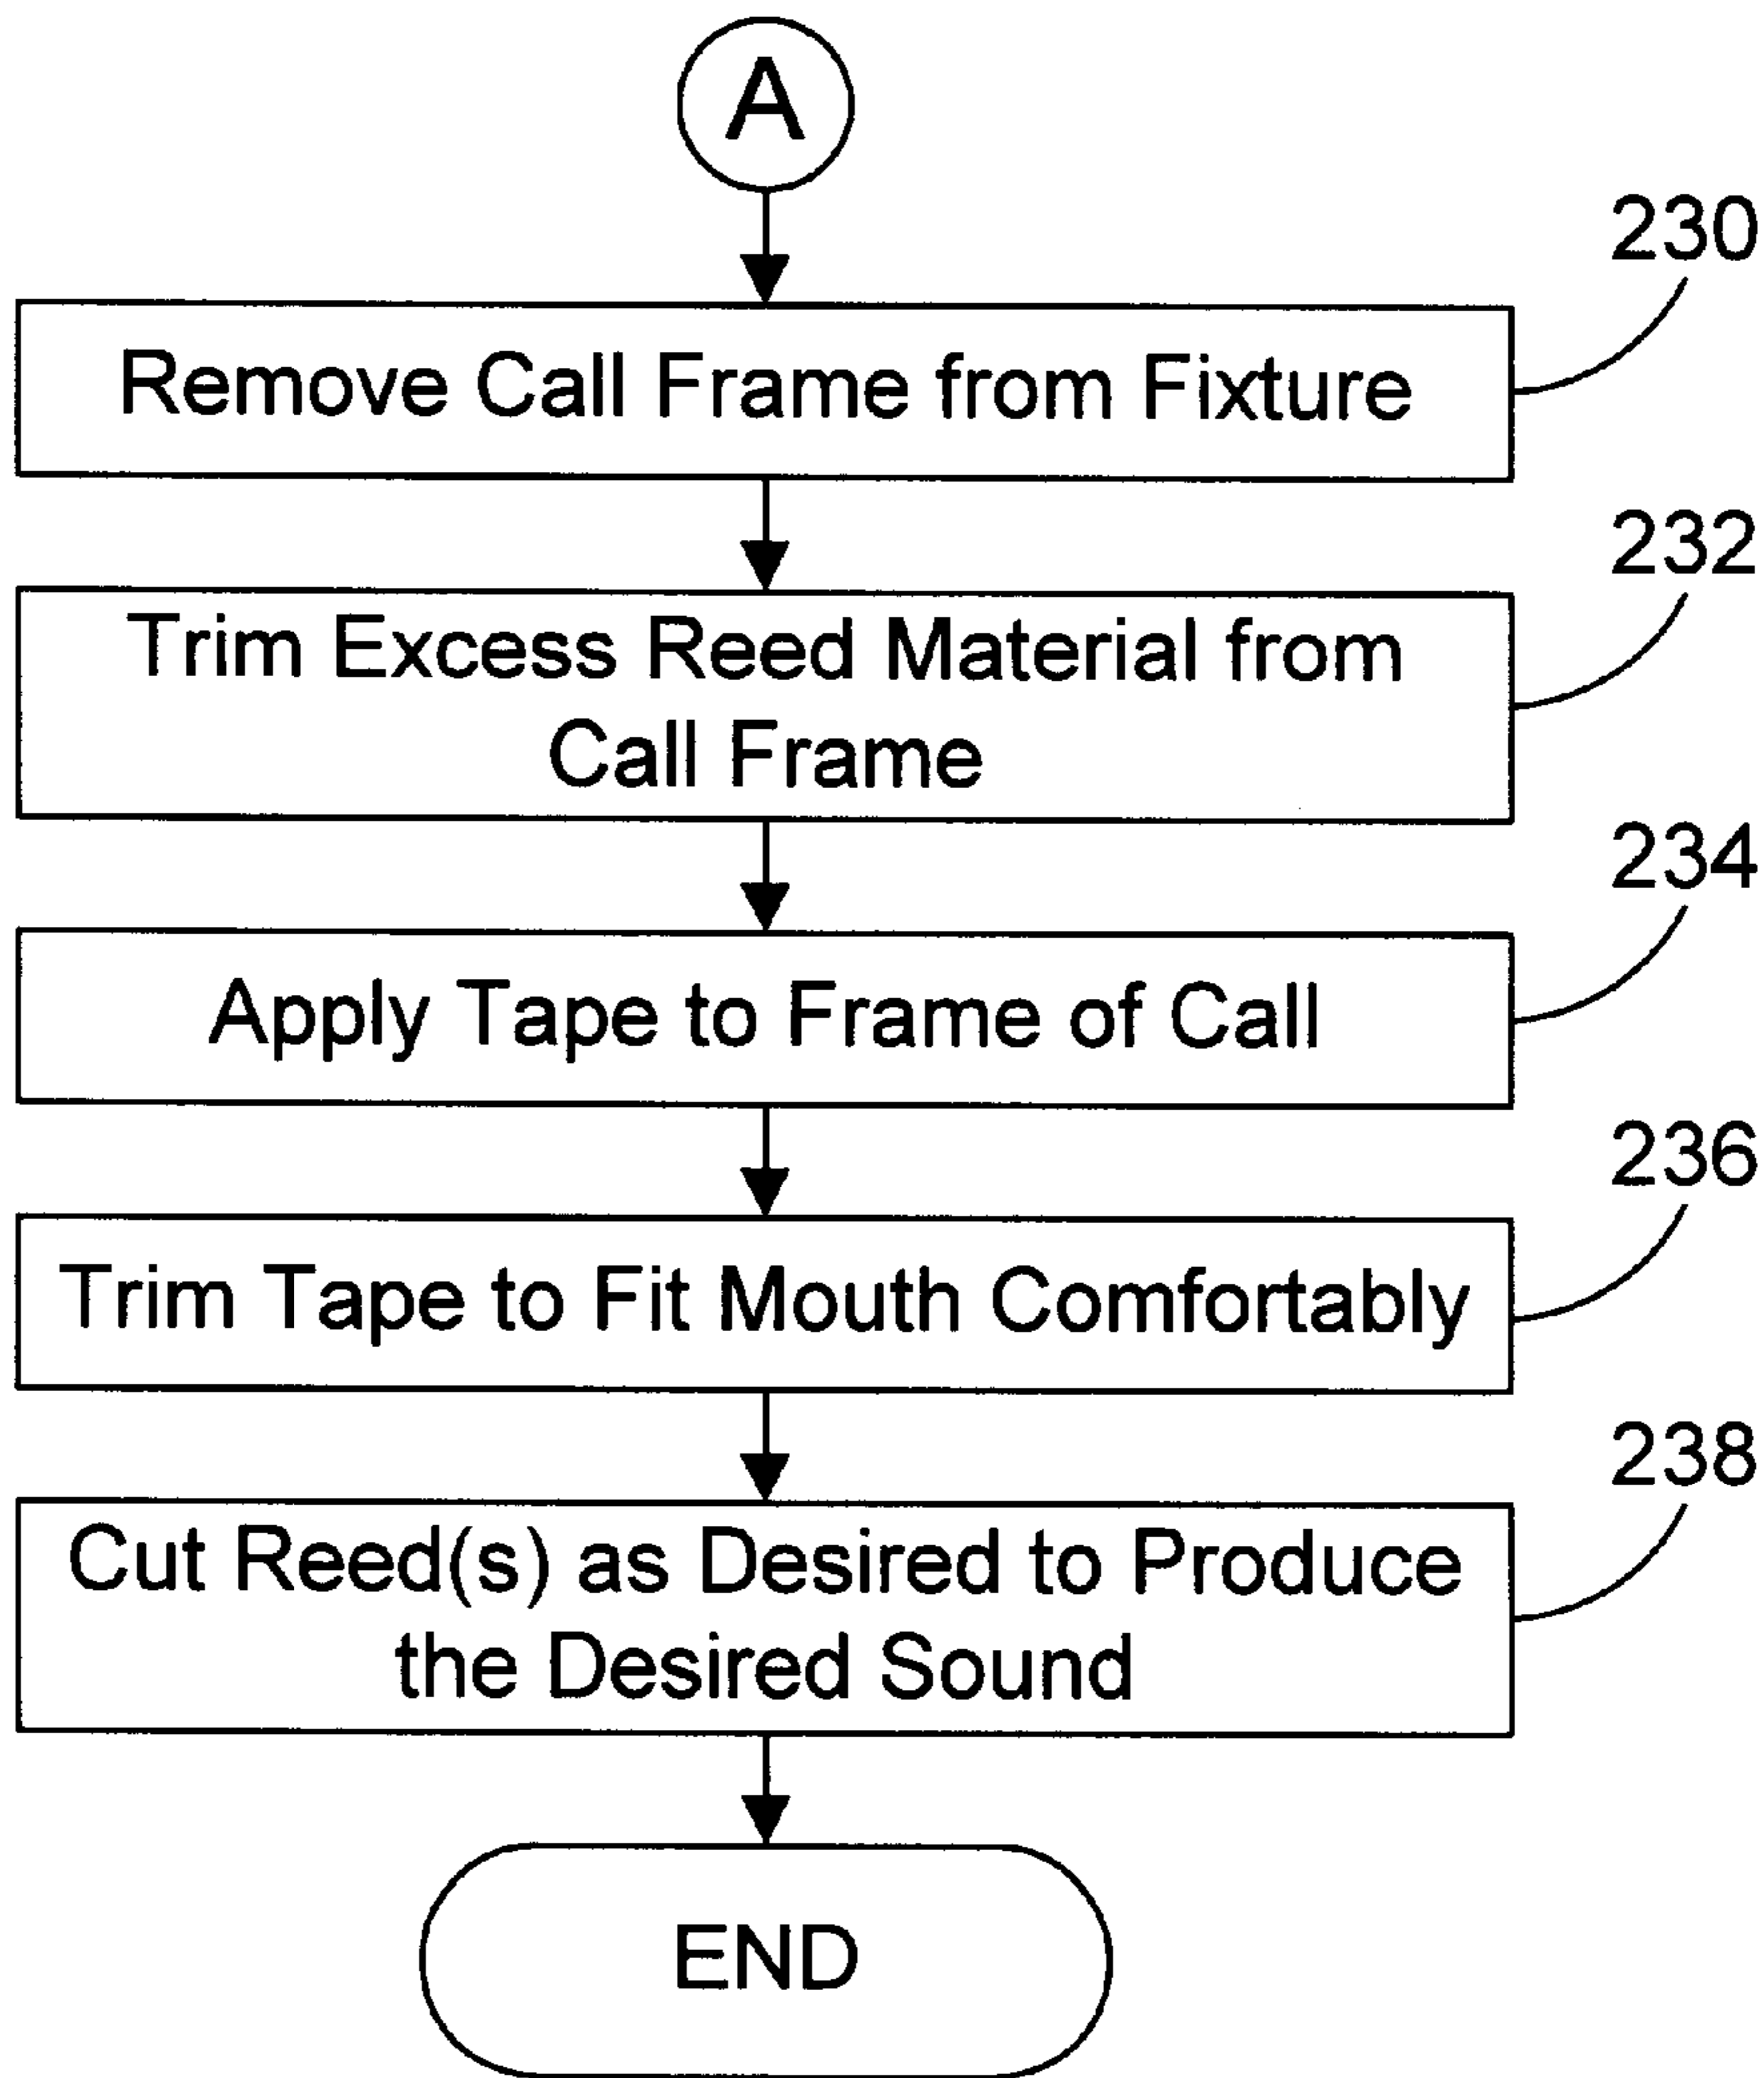 A
230
Remove Call Frame from Fixture
232
Trim Excess Reed Material from
Call Frame
234
Apply Tape to Frame of Call
236
Trim Tape to Fit Mouth Comfortably
238
Cut Reed(s) as Desired to Produce
the Desired Sound
END